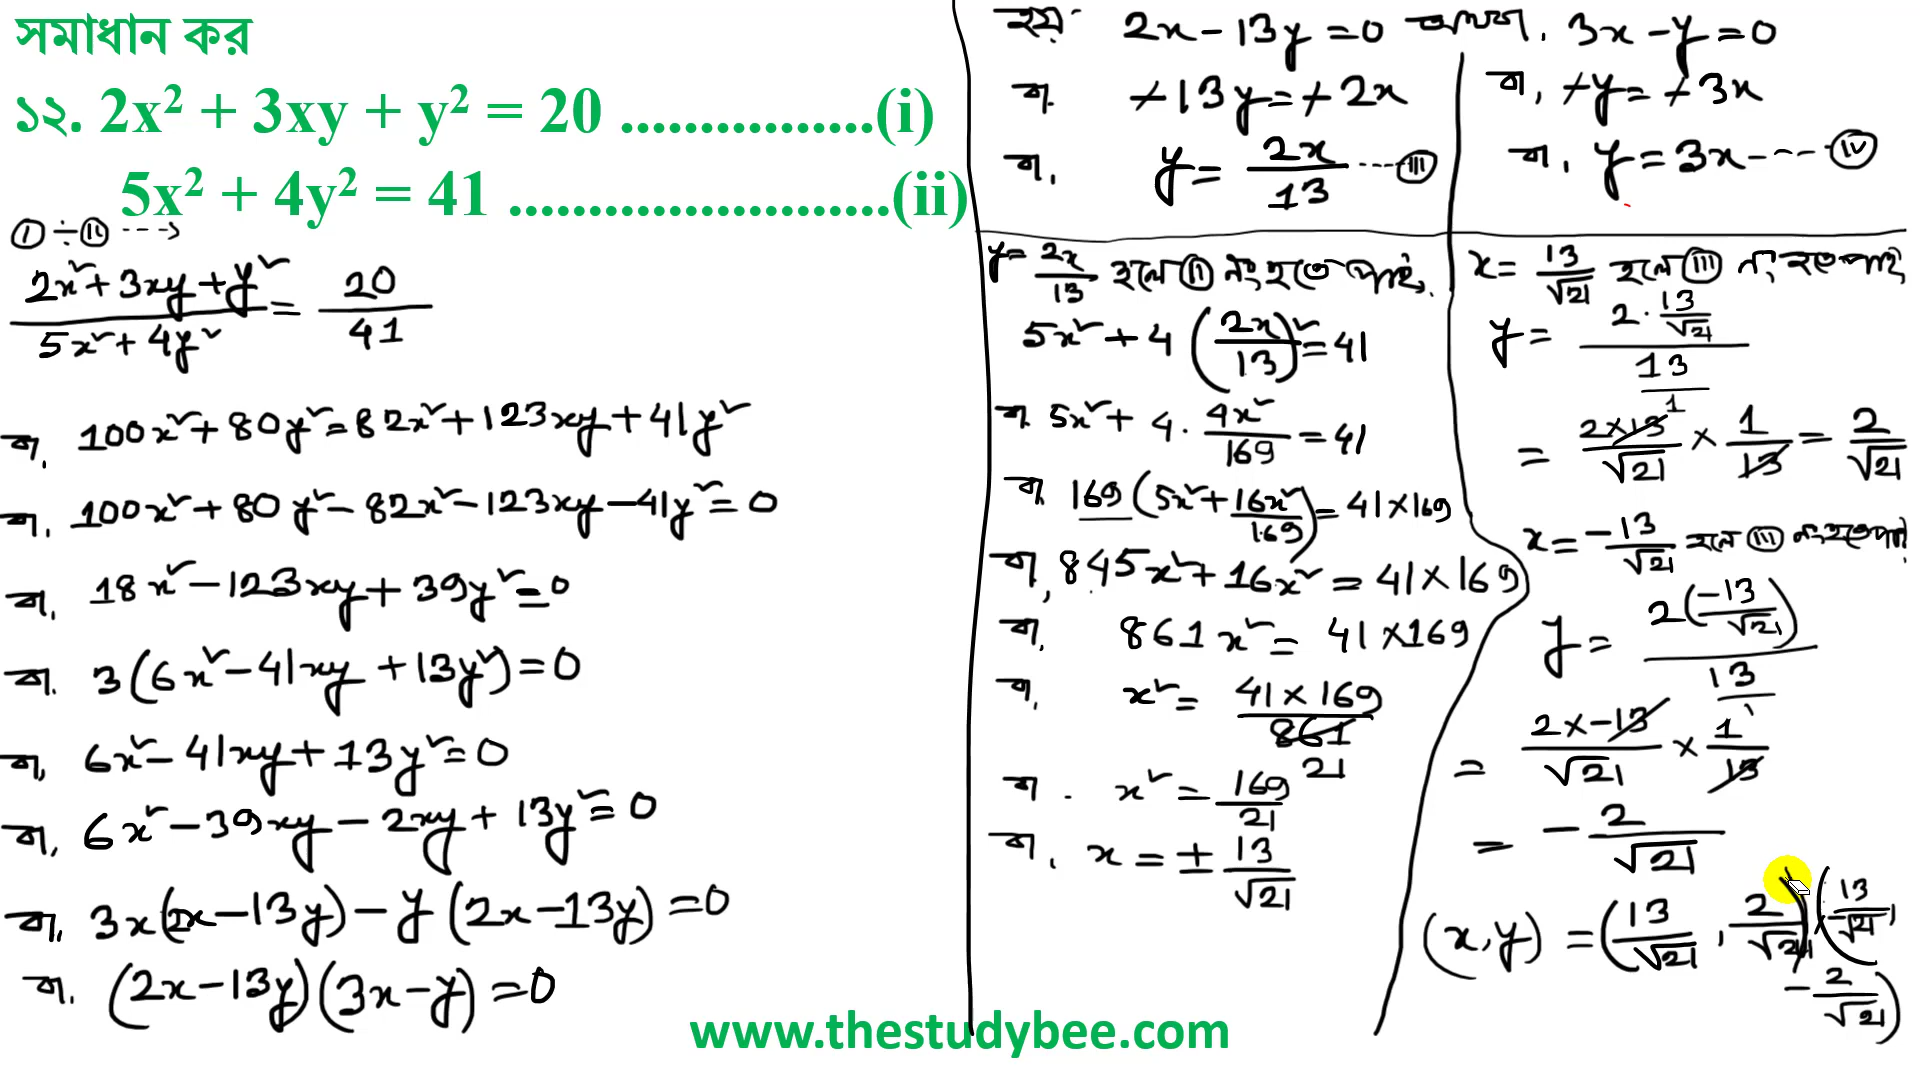 সমাধান কর
১২. 2x² + 3xy + y² = 20 ................(i)
5x² + 4y² = 41 ........................(ii)
(i) ÷ (ii) ---->
(2x² + 3xy + y²)/(5x² + 4y²) = 20/41
বা, 100x² + 80y² = 82x² + 123xy + 41y²
বা, 100x² + 80y² - 82x² - 123xy - 41y² = 0
বা, 18x² - 123xy + 39y² = 0
বা, 3(6x² - 41xy + 13y²) = 0
বা, 6x² - 41xy + 13y² = 0
বা, 6x² - 39xy - 2xy + 13y² = 0
বা, 3x(2x - 13y) - y(2x - 13y) = 0
বা, (2x - 13y)(3x - y) = 0
হয় 2x - 13y = 0 অথবা, 3x - y = 0
বা, -13y = -2x
বা, y = 2x/13 ---- (iii)
বা, -y = -3x
বা, y = 3x ---- (iv)
y = 2x/13 হলে (ii) নং হতে পাই,
5x² + 4(2x/13)² = 41
বা, 5x² + 4 · 4x²/169 = 41
বা, 169(5x² + 16x²/169) = 41×169
বা, 845x² + 16x² = 41×169
বা, 861x² = 41×169
বা, x² = 41×169/861
21
বা, x² = 169/21
বা, x = ± 13/√21
x = 13/√21 হলে (iii) নং হতে পাই,
y = (2 · 13/√21)/(13/1)
= 2×13/√21 × 1/13 = 2/√21
x = -13/√21 হলে (iii) নং হতে পাই
y = 2(-13/√21)/(13/1)
= 2×-13/√21 × 1/13
= -2/√21
(x, y) = (13/√21, 2/√21), (-13/√21,
-2/√21)
www.thestudybee.com